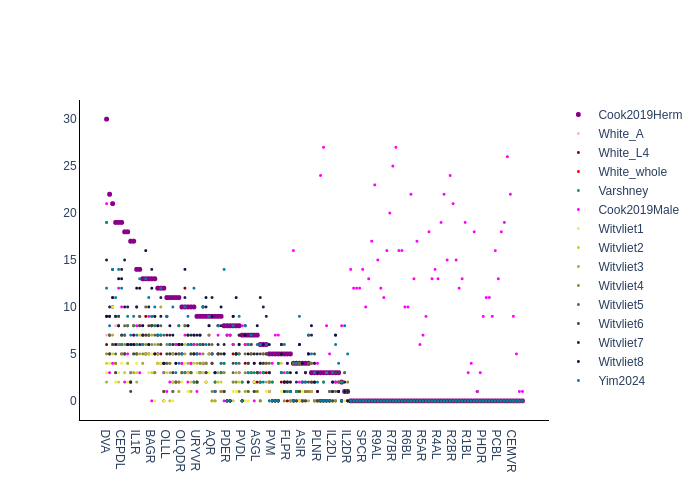 30
25
20
15
10
5
0
DVA
CEPDL
IL1R
BAGR
OLLL
OLQDR
URYVR
AQR
PDER
PVDL
ASGL
PVM
FLPR
ASIR
PLNR
IL2DL
IL2DR
SPCR
R9AL
R7BR
R6BL
R5AR
R4AL
R2BR
R1BL
PHDR
PCBL
CEMVR
Cook2019Herm
White_A
White_L4
White_whole
Varshney
Cook2019Male
Witvliet1
Witvliet2
Witvliet3
Witvliet4
Witvliet5
Witvliet6
Witvliet7
Witvliet8
Yim2024